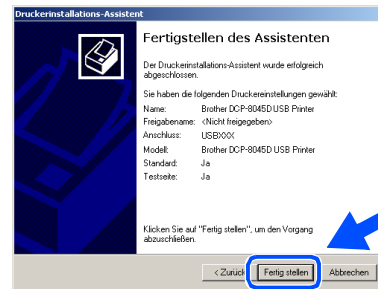 Druckerinstallations-Assistent
Fertigstellen des Assistenten
Der Druckerinstallations-Assistent wurde erfolgreich
abgeschlossen.
Sie haben die folgenden Druckereinstellungen gewählt:
Name: Brother DCP-8045D USB Printer
Freigabename: <Nicht freigegeben>
Anschluss: USBXXX
Modell: Brother DCP-8045D USB Printer
Standard: Ja
Testseite: Ja
Klicken Sie auf "Fertig stellen", um den Vorgang
abzuschließen.
< Zurück Fertig stellen Abbrechen